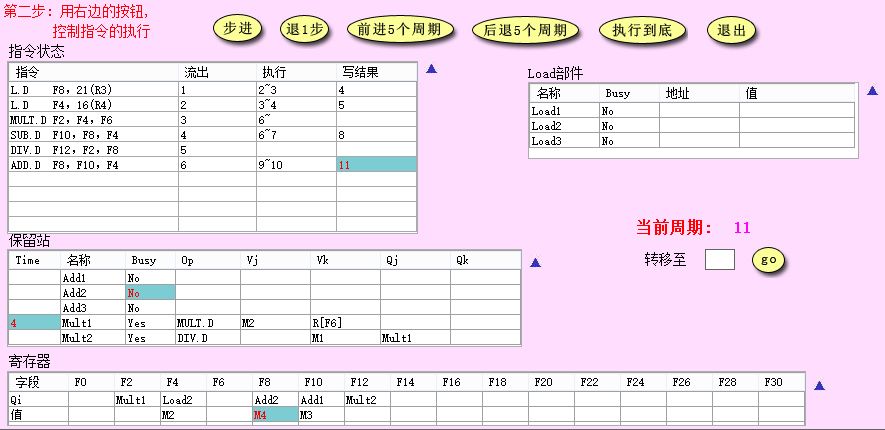 第二步：用右边的按钮，
控制指令的执行
步进 退1步 前进5个周期 后退5个周期 执行到底 退出
指令状态
指令 流出 执行 写结果
L.D F8, 21(R3) 1 2~3 4
L.D F4, 16(R4) 2 3~4 5
MULT.D F2, F4, F6 3 6~
SUB.D F10, F8, F4 4 6~7 8
DIV.D F12, F2, F8 5
ADD.D F8, F10, F4 6 9~10 11
Load部件
名称 Busy 地址 值
Load1 No
Load2 No
Load3 No
当前周期： 11
转移至 go
保留站
Time 名称 Busy Op Vj Vk Qj Qk
Add1 No
Add2 No
Add3 No
4 Mult1 Yes MULT.D M2 R[F6]
Mult2 Yes DIV.D M1 Mult1
寄存器
字段 F0 F2 F4 F6 F8 F10 F12 F14 F16 F18 F20 F22 F24 F26 F28 F30
Qi Mult1 Load2 Add2 Add1 Mult2
值 M2 M4 M3